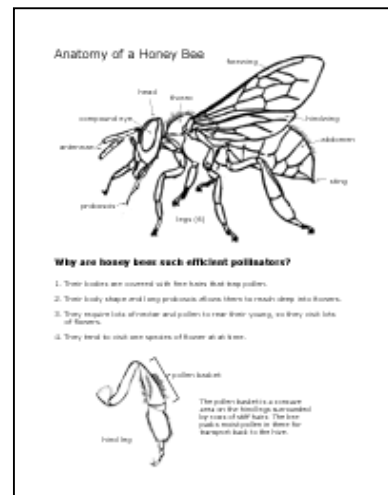 Anatomy of a Honey Bee
forewing
head
thorax
compound eye
hindwing
abdomen
antennae
sting
proboscis
legs (6)
Why are honey bees such efficient pollinators?
1. Their bodies are covered with fine hairs that trap pollen.
2. Their body shape and long proboscis allows them to reach deep into flowers.
3. They require lots of nectar and pollen to rear their young, so they visit lots
of flowers.
4. They tend to visit one species of flower at at time.
pollen basket
The pollen basket is a concave
area on the hind legs surrounded
by rows of stiff hairs. The bee
packs moist pollen in these for
transport back to the hive.
hind leg